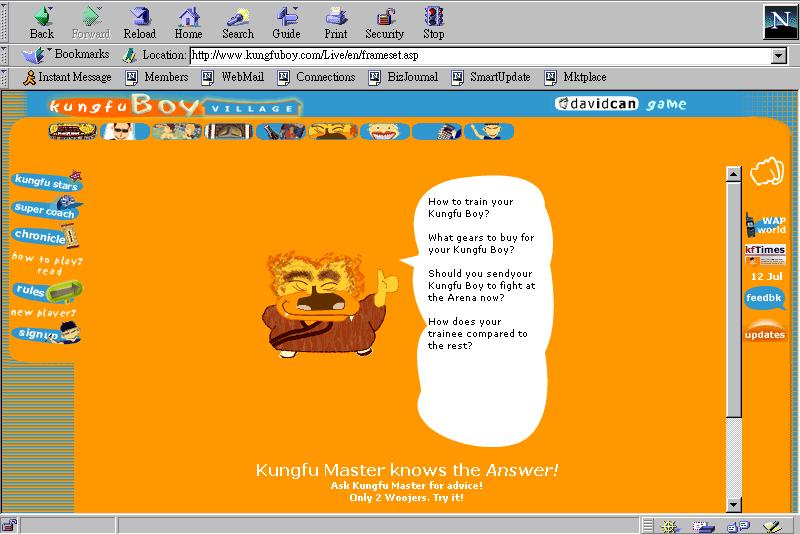 Back Forward Reload Home Search Guide Print Security Stop N
Bookmarks Location: http://www.kungfuboy.com/Live/en/frameset.asp
Instant Message Members WebMail Connections BizJournal SmartUpdate Mktplace
kungfu Boy VILLAGE davidcan game
kungfu stars
super coach
chronicle
how to play?
read
rules
new player?
signup
How to train your
Kungfu Boy?
What gears to buy for
your Kungfu Boy?
Should you sendyour
Kungfu Boy to fight at
the Arena now?
How does your
trainee compared to
the rest?
WAP
world
kfTimes
12 Jul
feedbk
updates
Kungfu Master knows the Answer!
Ask Kungfu Master for advice!
Only 2 Woojers. Try it!